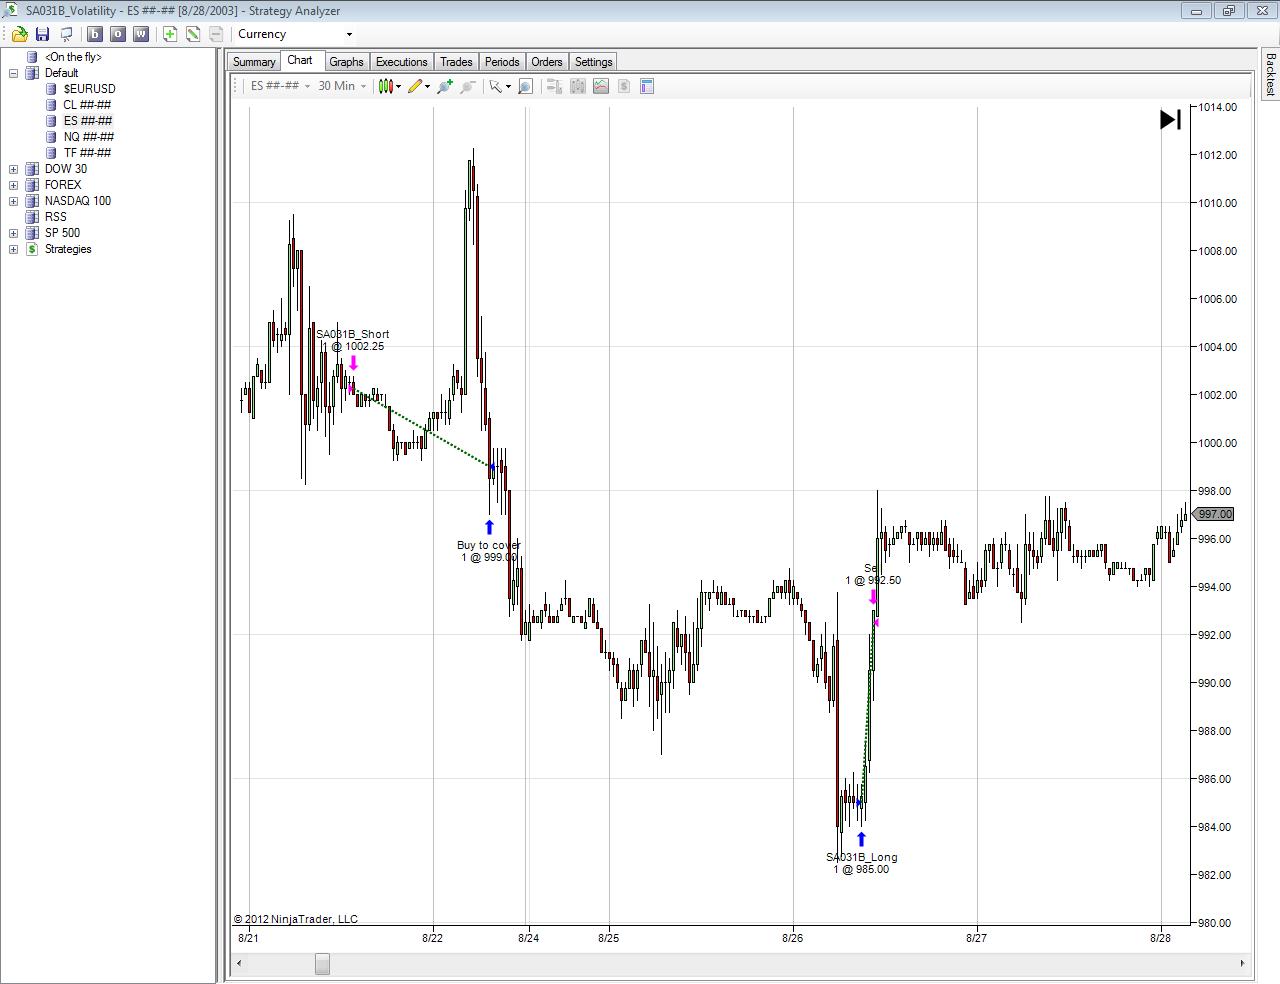 SA031B_Volatility - ES ##-## [8/28/2003] - Strategy Analyzer
b o w Currency
<On the fly>
Default
$EURUSD
CL ##-##
ES ##-##
NQ ##-##
TF ##-##
DOW 30
FOREX
NASDAQ 100
RSS
SP 500
$ Strategies
Summary Chart Graphs Executions Trades Periods Orders Settings
Backtest
ES ##-## 30 Min $
1014.00
1012.00
1010.00
1008.00
1006.00
1004.00
1002.00
1000.00
998.00
997.00
996.00
994.00
992.00
990.00
988.00
986.00
984.00
982.00
980.00
SA031B_Short
1 @ 1002.25
Buy to cover
1 @ 999.00
Se
1 @ 992.50
SA031B_Long
1 @ 985.00
© 2012 NinjaTrader, LLC
8/21 8/22 8/24 8/25 8/26 8/27 8/28